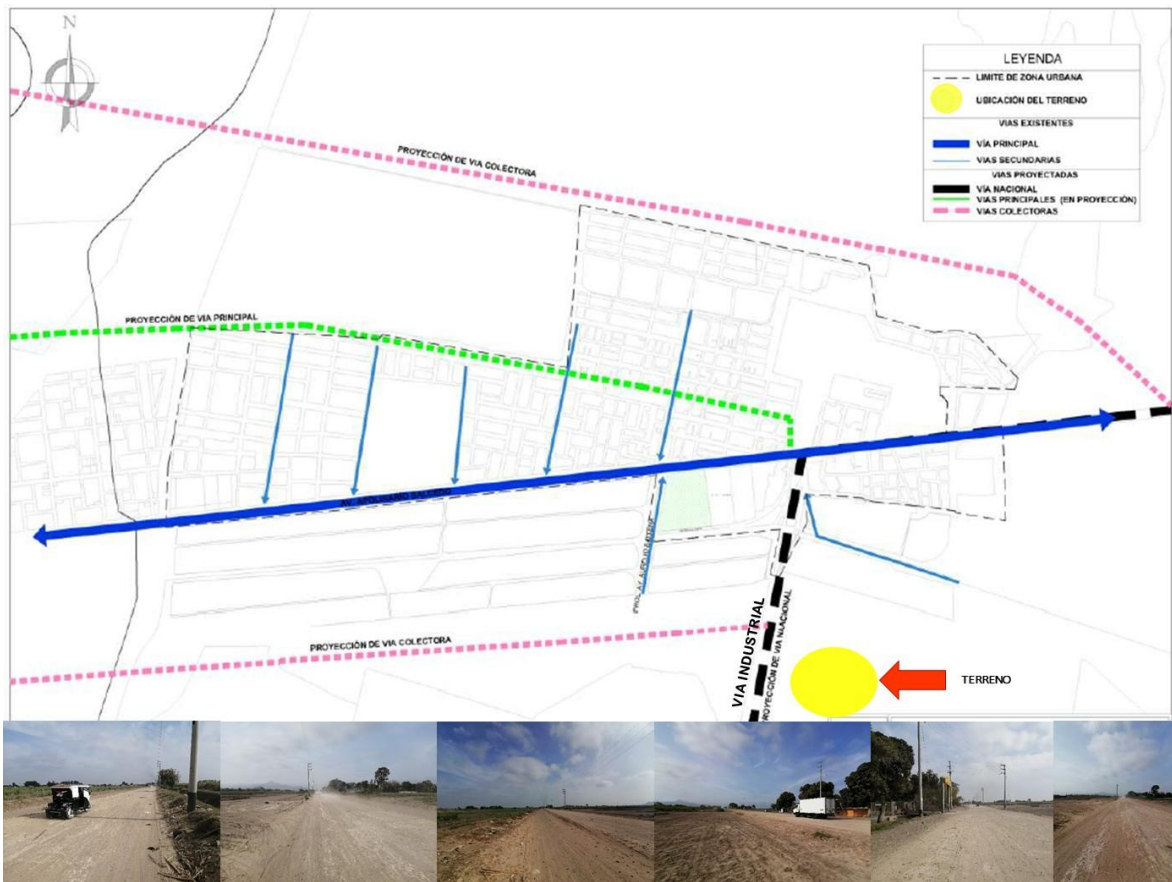 N
LEYENDA
LIMITE DE ZONA URBANA
UBICACIÓN DEL TERRENO
VIAS EXISTENTES
VÍA PRINCIPAL
VIAS SECUNDARIAS
VIAS PROYECTADAS
VÍA NACIONAL
VIAS PRINCIPALES (EN PROYECCIÓN)
VIAS COLECTORAS
PROYECCIÓN DE VIA COLECTORA
PROYECCIÓN DE VIA PRINCIPAL
AV.
PROYECCIÓN DE VIA COLECTORA
VIA INDUSTRIAL
PROYECCIÓN DE VIA NACIONAL
TERRENO